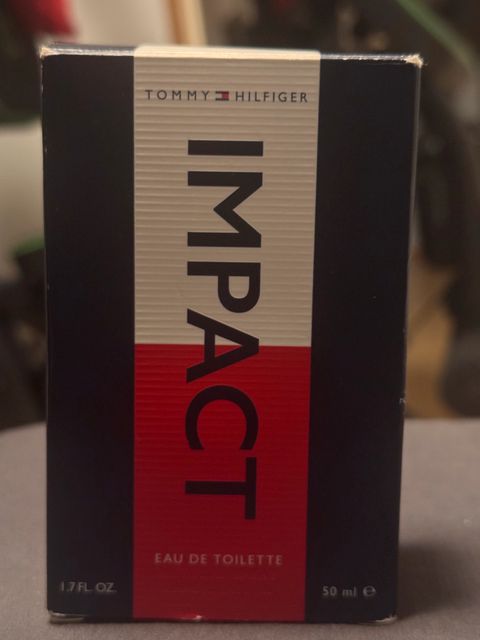 TOMMY HILFIGER
IMPACT
EAU DE TOILETTE
1.7 FL. OZ.
50 ml ℮